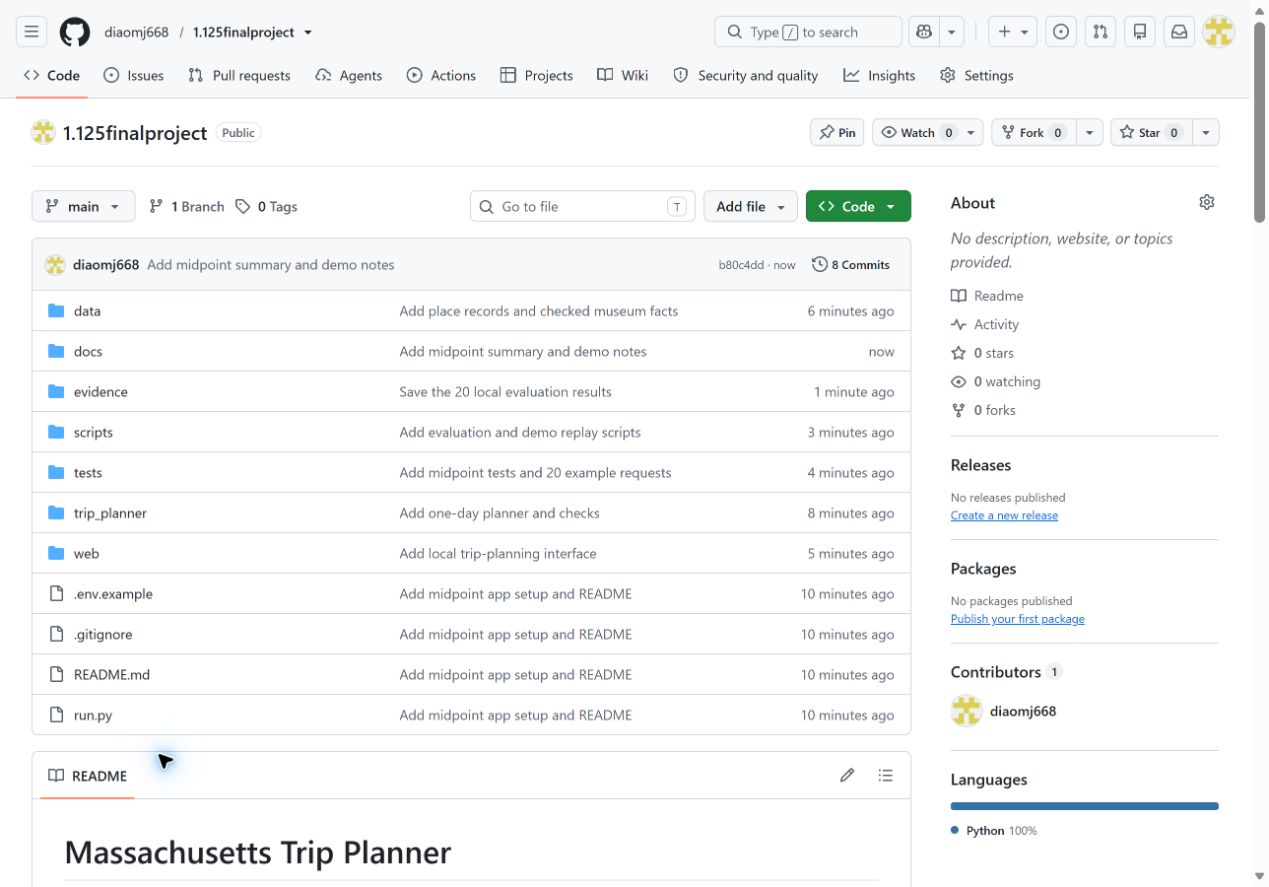 diaomj668 / 1.125finalproject
Type / to search
Code Issues Pull requests Agents Actions Projects Wiki Security and quality Insights Settings
1.125finalproject Public
Pin Watch 0 Fork 0 Star 0
main 1 Branch 0 Tags
Go to file T Add file Code
diaomj668 Add midpoint summary and demo notes b80c4dd · now 8 Commits
data Add place records and checked museum facts 6 minutes ago
docs Add midpoint summary and demo notes now
evidence Save the 20 local evaluation results 1 minute ago
scripts Add evaluation and demo replay scripts 3 minutes ago
tests Add midpoint tests and 20 example requests 4 minutes ago
trip_planner Add one-day planner and checks 8 minutes ago
web Add local trip-planning interface 5 minutes ago
.env.example Add midpoint app setup and README 10 minutes ago
.gitignore Add midpoint app setup and README 10 minutes ago
README.md Add midpoint app setup and README 10 minutes ago
run.py Add midpoint app setup and README 10 minutes ago
README
Massachusetts Trip Planner
About
No description, website, or topics
provided.
Readme
Activity
0 stars
0 watching
0 forks
Releases
No releases published
Create a new release
Packages
No packages published
Publish your first package
Contributors 1
diaomj668
Languages
Python 100%